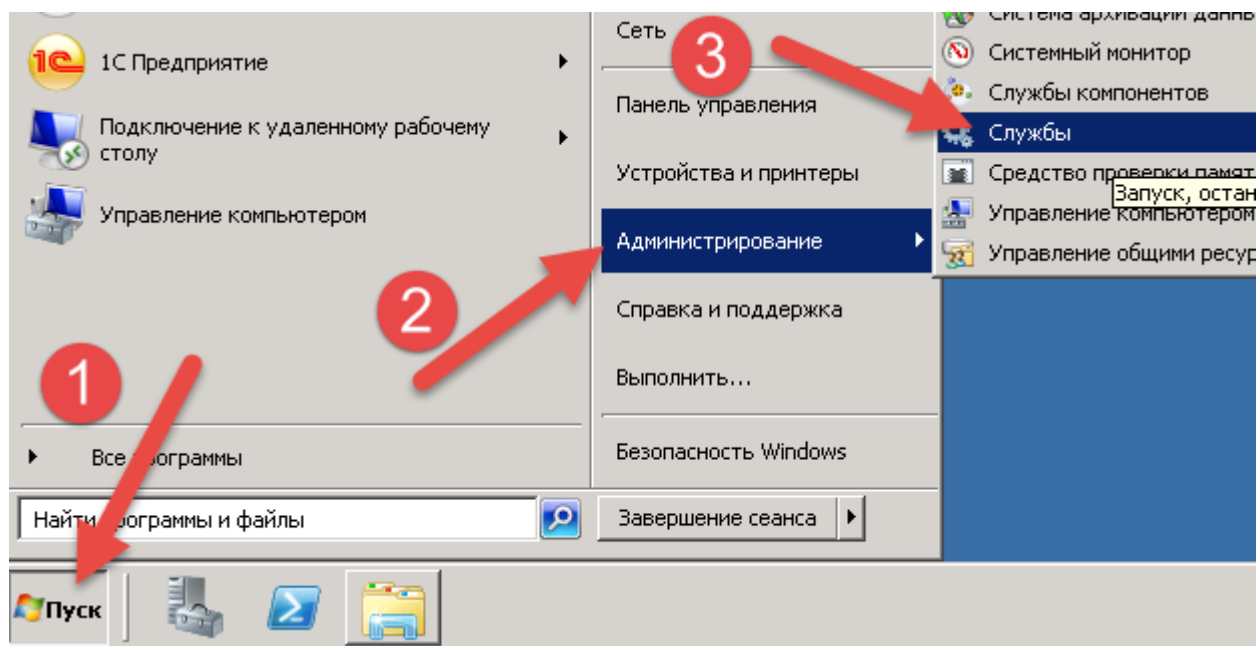 1С Предприятие
Подключение к удаленному рабочему
столу
Управление компьютером
Все программы
Найти программы и файлы
Пуск
Сеть
Панель управления
Устройства и принтеры
Администрирование
Справка и поддержка
Выполнить...
Безопасность Windows
Завершение сеанса
Система архивации данны
Системный монитор
Службы компонентов
Службы
Средство проверки памят
Запуск, остан
Управление компьютером
Управление общими ресур
1
2
3